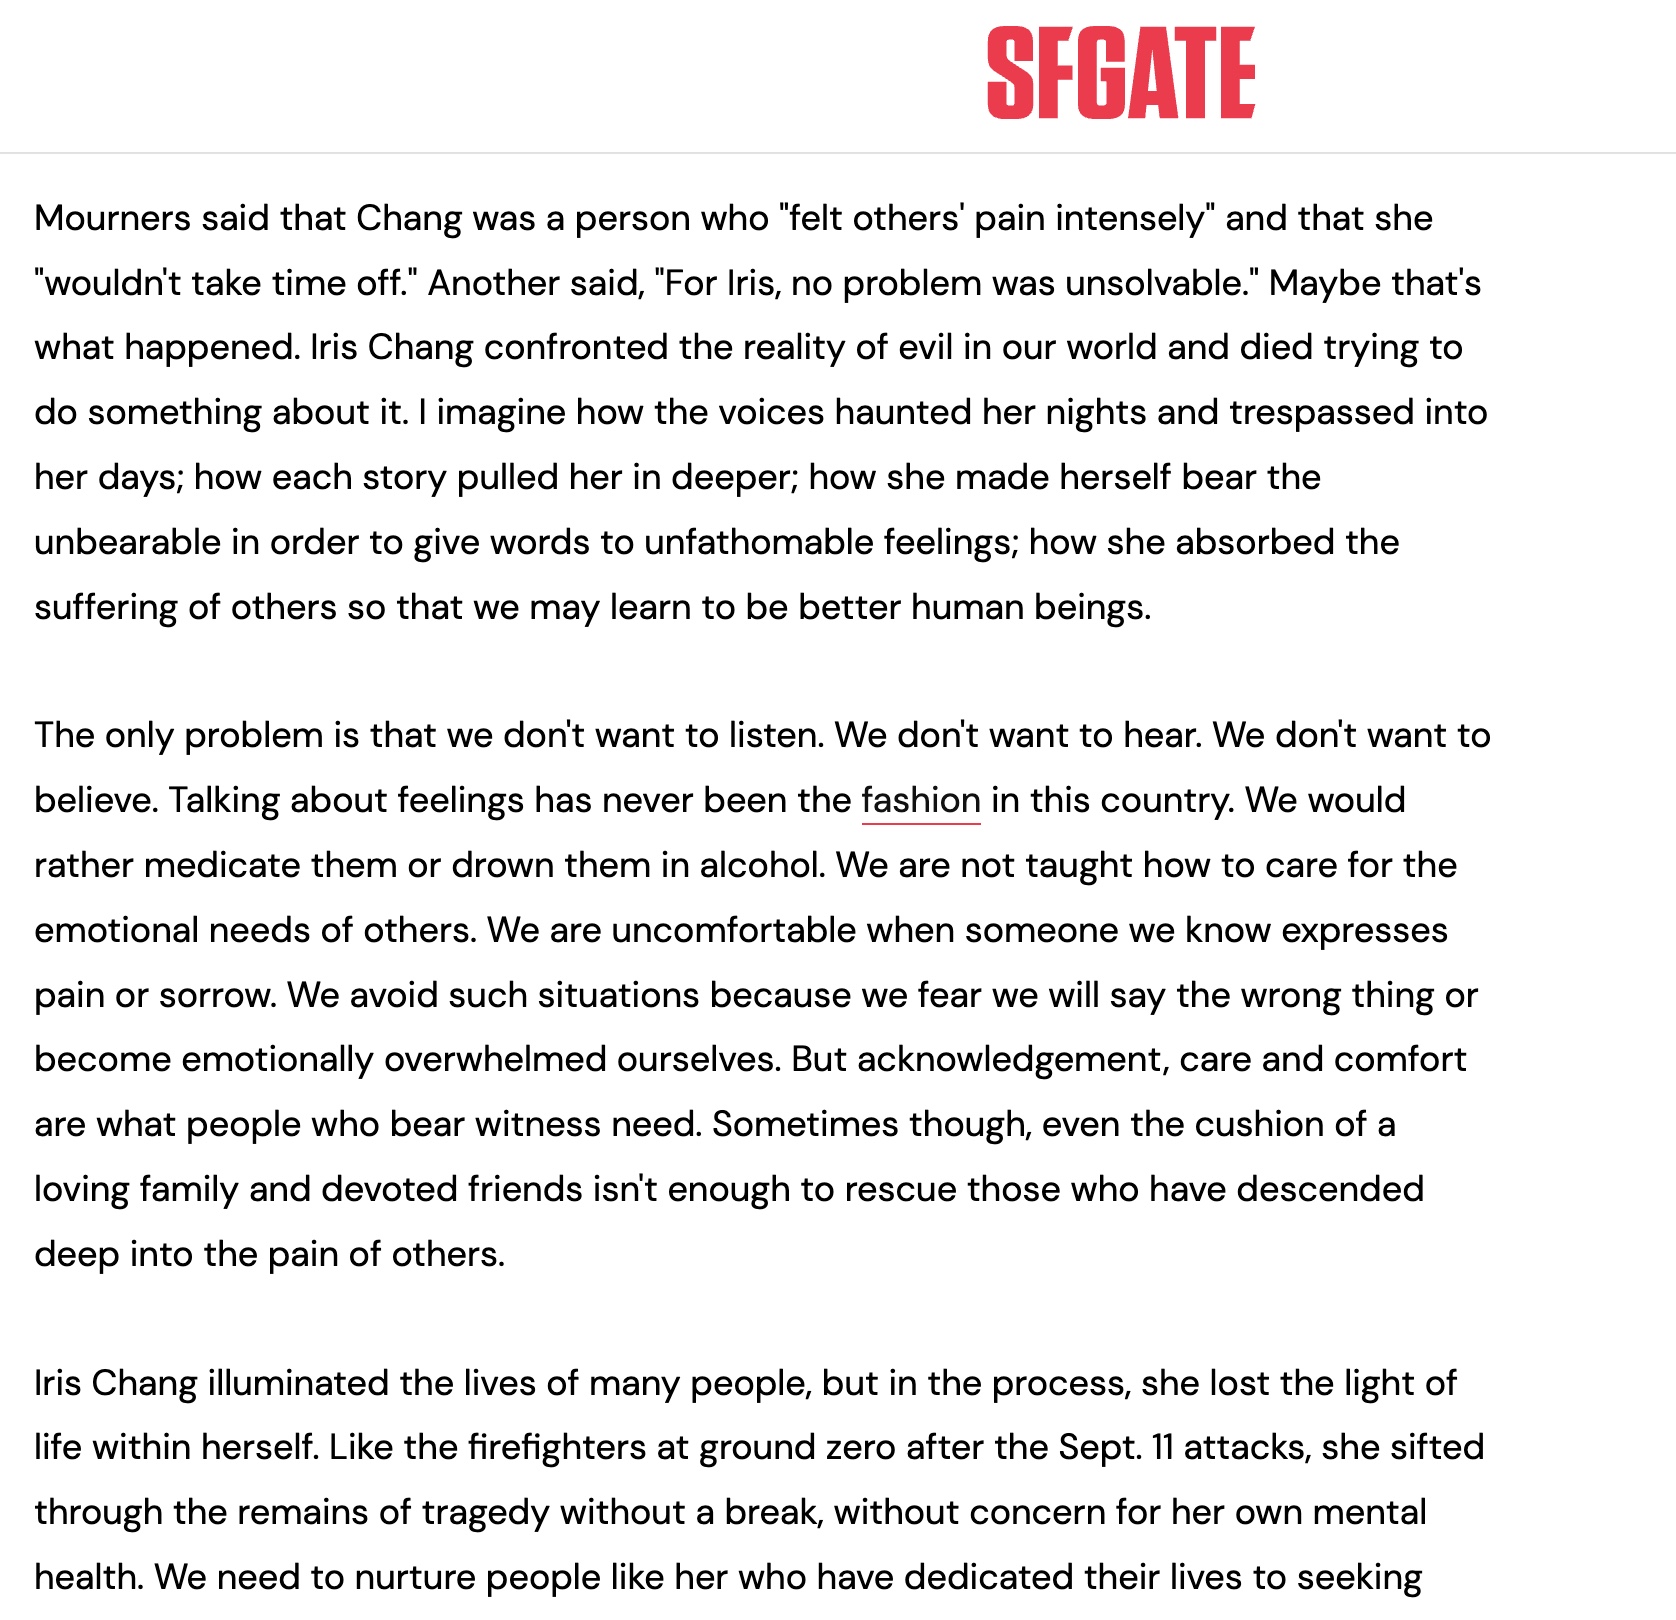 SFGATE
Mourners said that Chang was a person who "felt others' pain intensely" and that she
"wouldn't take time off." Another said, "For Iris, no problem was unsolvable." Maybe that's
what happened. Iris Chang confronted the reality of evil in our world and died trying to
do something about it. I imagine how the voices haunted her nights and trespassed into
her days; how each story pulled her in deeper; how she made herself bear the
unbearable in order to give words to unfathomable feelings; how she absorbed the
suffering of others so that we may learn to be better human beings.
The only problem is that we don't want to listen. We don't want to hear. We don't want to
believe. Talking about feelings has never been the fashion in this country. We would
rather medicate them or drown them in alcohol. We are not taught how to care for the
emotional needs of others. We are uncomfortable when someone we know expresses
pain or sorrow. We avoid such situations because we fear we will say the wrong thing or
become emotionally overwhelmed ourselves. But acknowledgement, care and comfort
are what people who bear witness need. Sometimes though, even the cushion of a
loving family and devoted friends isn't enough to rescue those who have descended
deep into the pain of others.
Iris Chang illuminated the lives of many people, but in the process, she lost the light of
life within herself. Like the firefighters at ground zero after the Sept. 11 attacks, she sifted
through the remains of tragedy without a break, without concern for her own mental
health. We need to nurture people like her who have dedicated their lives to seeking